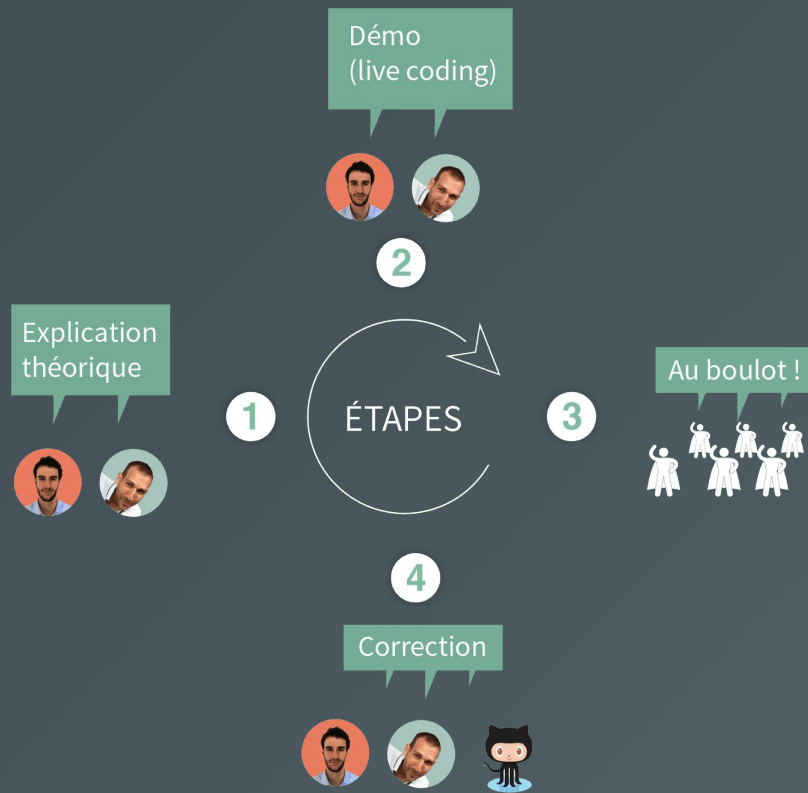 Démo
(live coding)
2
Explication
théorique
1
ÉTAPES
3
Au boulot !
4
Correction